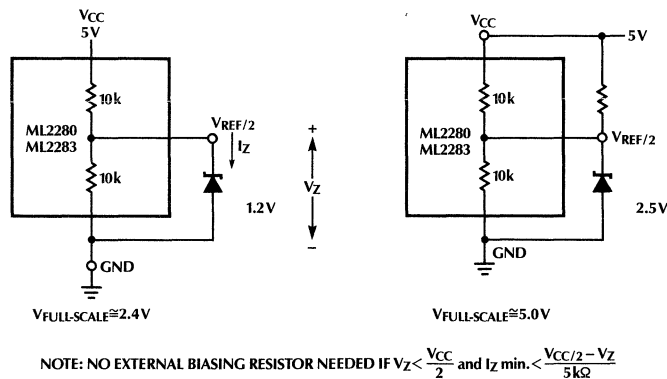 VCC
5V
10k
ML2280
ML2283
VREF/2
IZ
10k
1.2V
GND
VFULL-SCALE≅2.4V
+
VZ
–
VCC
5V
10k
ML2280
ML2283
VREF/2
10k
2.5V
GND
VFULL-SCALE≅5.0V
NOTE: NO EXTERNAL BIASING RESISTOR NEEDED IF VZ < VCC/2 and IZ min. < (VCC/2 – VZ)/5kΩ